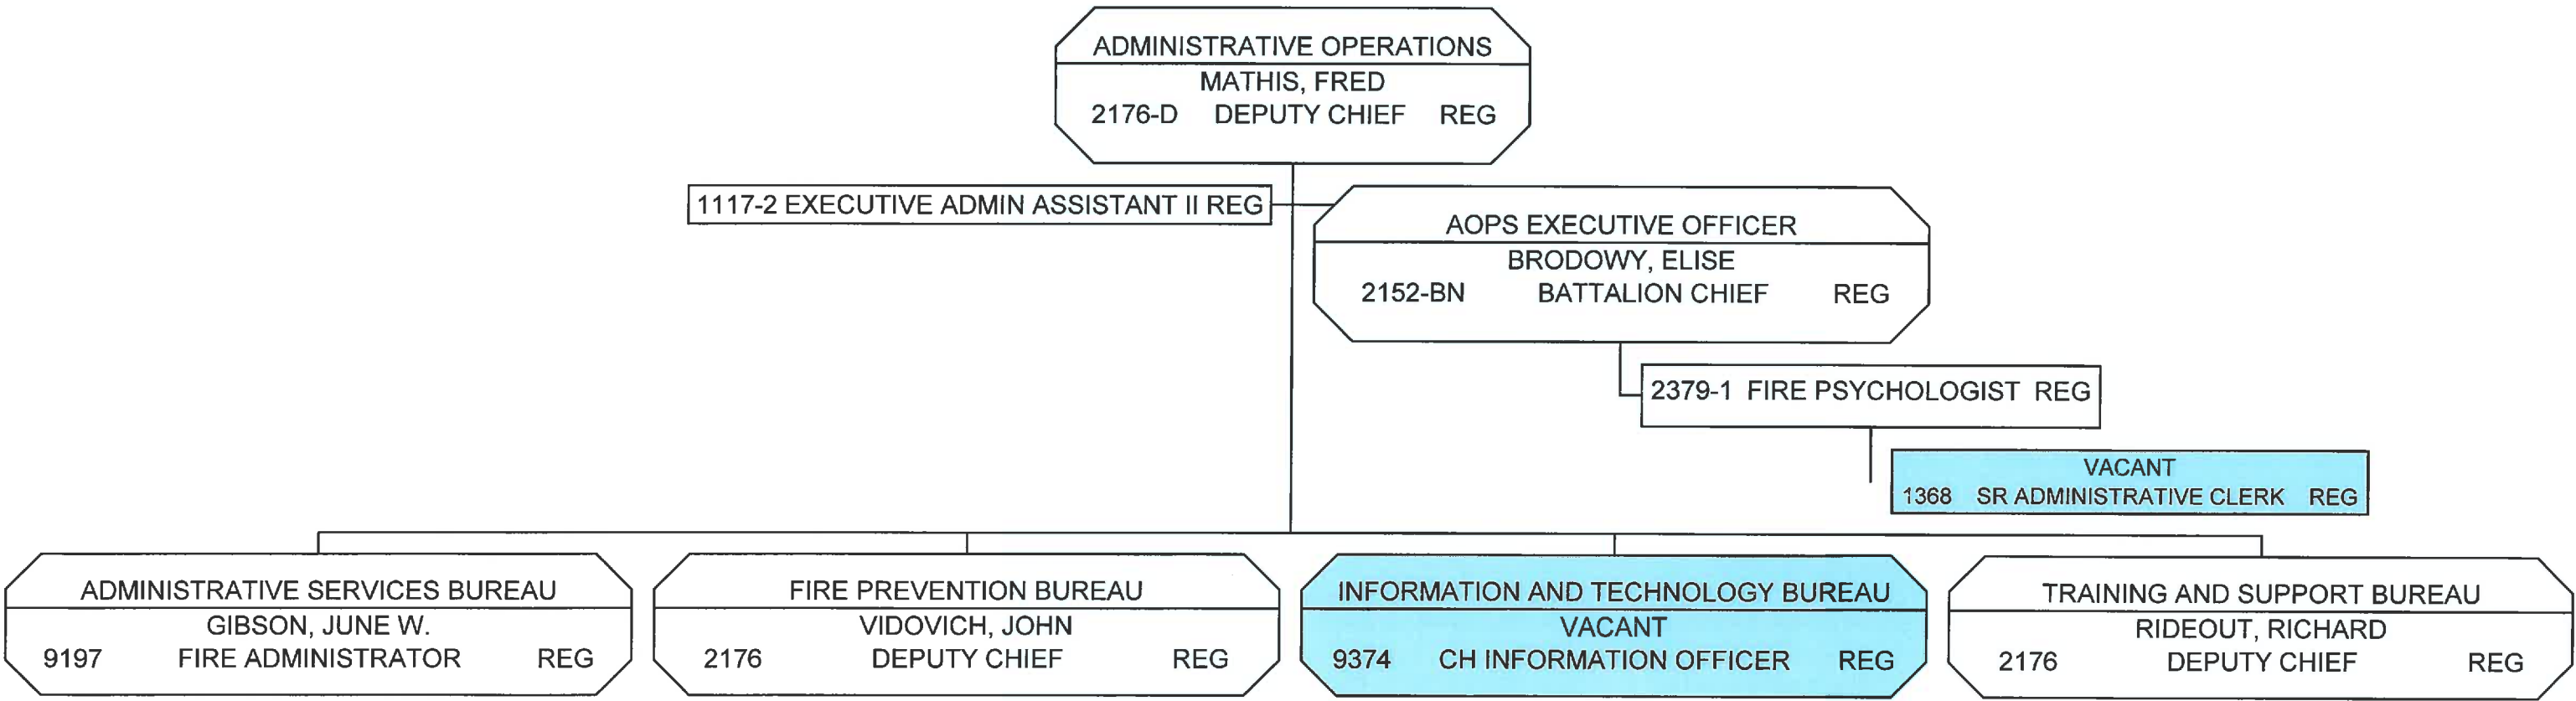 ADMINISTRATIVE OPERATIONS
MATHIS, FRED
2176-D DEPUTY CHIEF REG
1117-2 EXECUTIVE ADMIN ASSISTANT II REG
AOPS EXECUTIVE OFFICER
BRODOWY, ELISE
2152-BN BATTALION CHIEF REG
2379-1 FIRE PSYCHOLOGIST REG
VACANT
1368 SR ADMINISTRATIVE CLERK REG
ADMINISTRATIVE SERVICES BUREAU
GIBSON, JUNE W.
9197 FIRE ADMINISTRATOR REG
FIRE PREVENTION BUREAU
VIDOVICH, JOHN
2176 DEPUTY CHIEF REG
INFORMATION AND TECHNOLOGY BUREAU
VACANT
9374 CH INFORMATION OFFICER REG
TRAINING AND SUPPORT BUREAU
RIDEOUT, RICHARD
2176 DEPUTY CHIEF REG